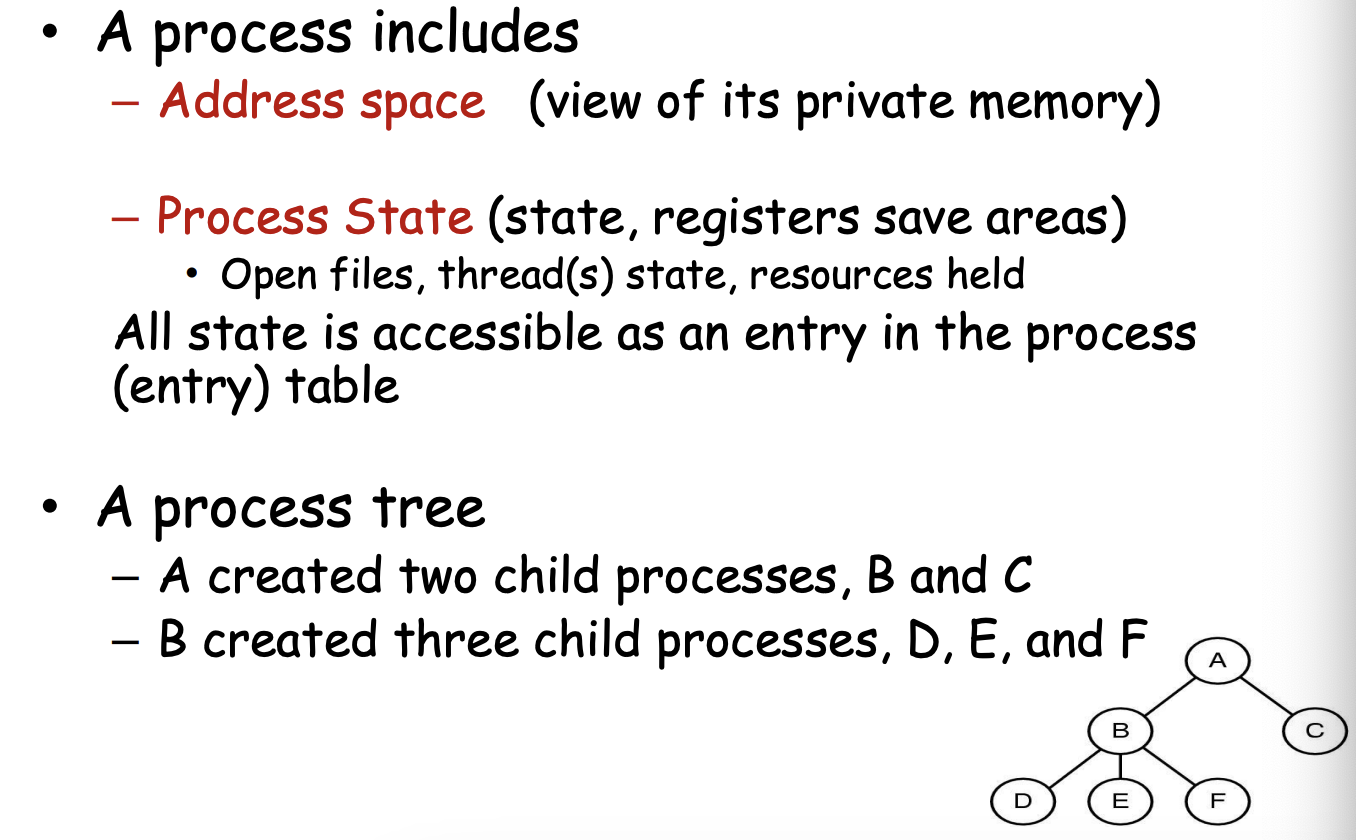 • A process includes
– Address space (view of its private memory)
– Process State (state, registers save areas)
• Open files, thread(s) state, resources held
All state is accessible as an entry in the process
(entry) table
• A process tree
– A created two child processes, B and C
– B created three child processes, D, E, and F
A
B
C
D
E
F